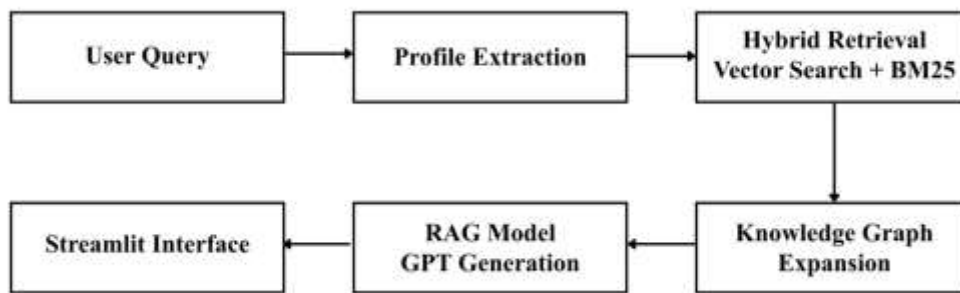 User Query
Profile Extraction
Hybrid Retrieval
Vector Search + BM25
Streamlit Interface
RAG Model
GPT Generation
Knowledge Graph
Expansion